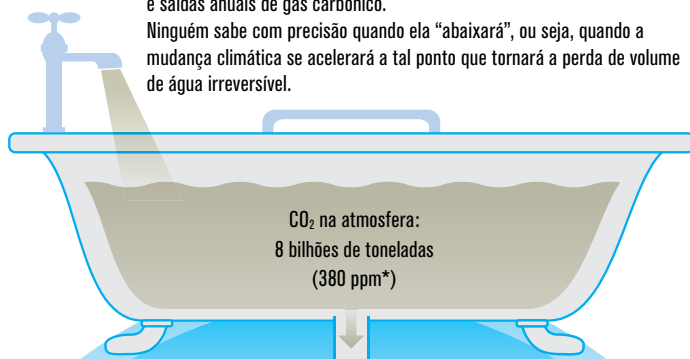 e saídas anuais de gás carbônico.
Ninguém sabe com precisão quando ela “abaixará”, ou seja, quando a
mudança climática se acelerará a tal ponto que tornará a perda de volume
de água irreversível.
CO₂ na atmosfera:
8 bilhões de toneladas
(380 ppm*)